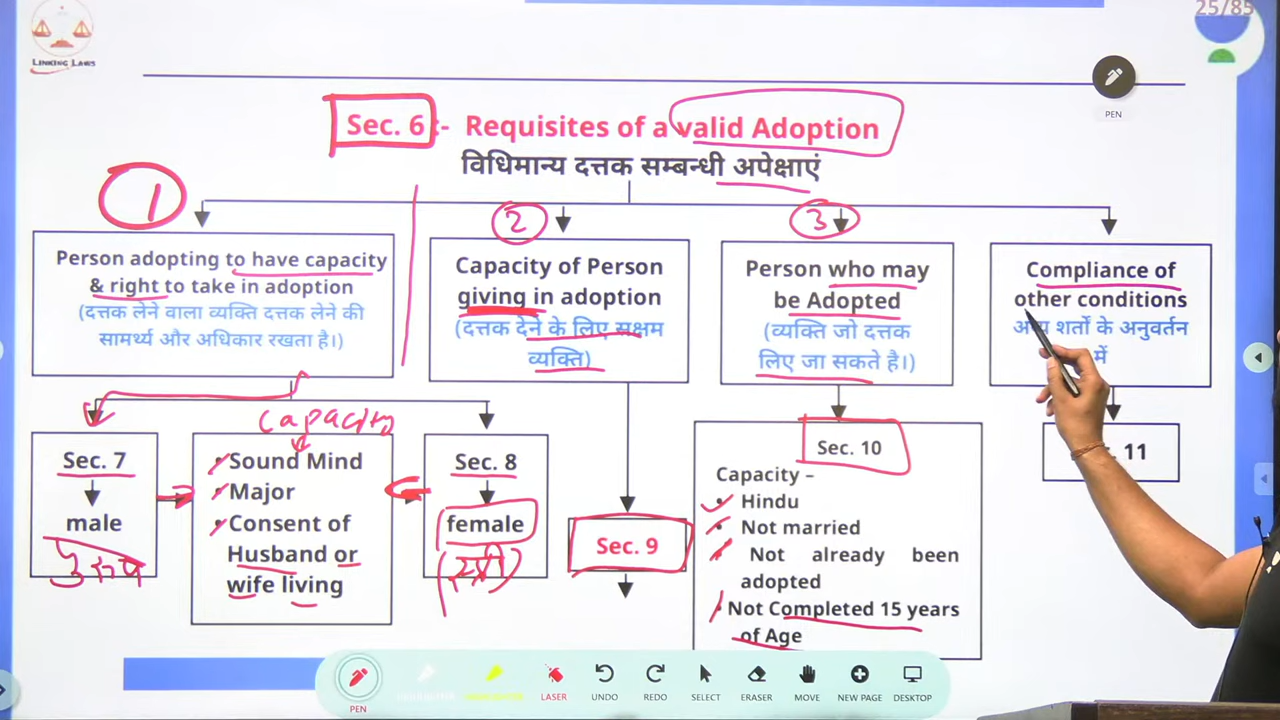 25/85
LINKING LAWS
PEN
Sec. 6 :- Requisites of a valid Adoption
विधिमान्य दत्तक सम्बन्धी अपेक्षाएं
1
2
3
Person adopting to have capacity
& right to take in adoption
(दत्तक लेने वाला व्यक्ति दत्तक लेने की
सामर्थ्य और अधिकार रखता है।)
Capacity of Person
giving in adoption
(दत्तक देने के लिए सक्षम
व्यक्ति)
Person who may
be Adopted
(व्यक्ति जो दत्तक
लिए जा सकते है।)
Compliance of
other conditions
शर्तों के अनुवर्तन
में
Capacity
Sec. 7
male
पुरुष
• Sound Mind
• Major
• Consent of
Husband or
wife living
Sec. 8
female
(स्त्री)
Sec. 9
Sec. 10
Capacity –
• Hindu
• Not married
• Not already been
adopted
• Not Completed 15 years
of Age
11
PEN
LASER
UNDO
REDO
SELECT
ERASER
MOVE
NEW PAGE
DESKTOP